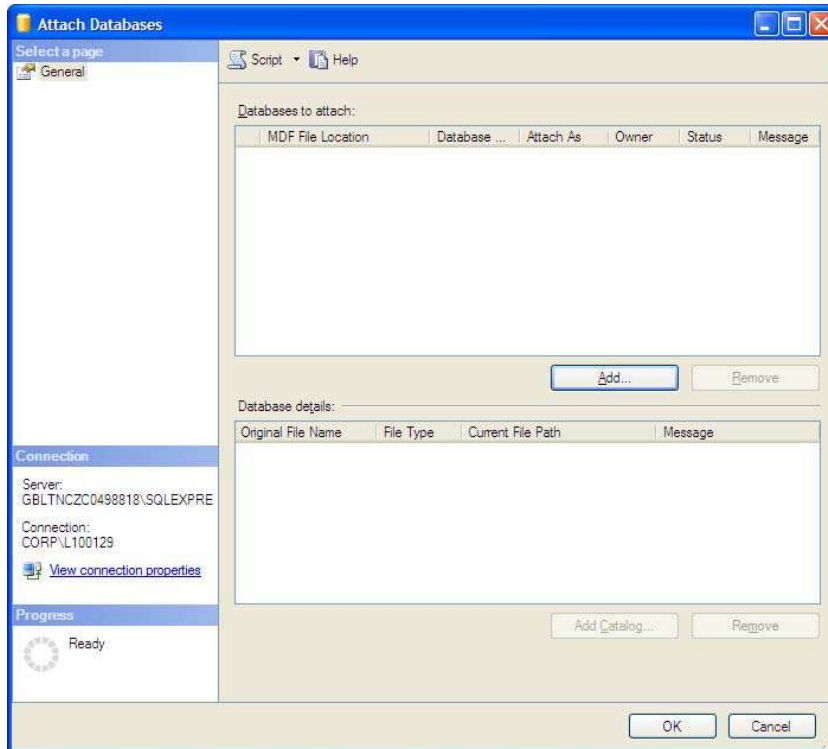 Attach Databases
Select a page
General
Script
Help
Databases to attach:
MDF File Location Database ... Attach As Owner Status Message
Add...
Remove
Database details:
Original File Name File Type Current File Path Message
Add Catalog...
Remove
Connection
Server:
GBLTNCZC0498818\SQLEXPRE
Connection:
CORP\L100129
View connection properties
Progress
Ready
OK
Cancel